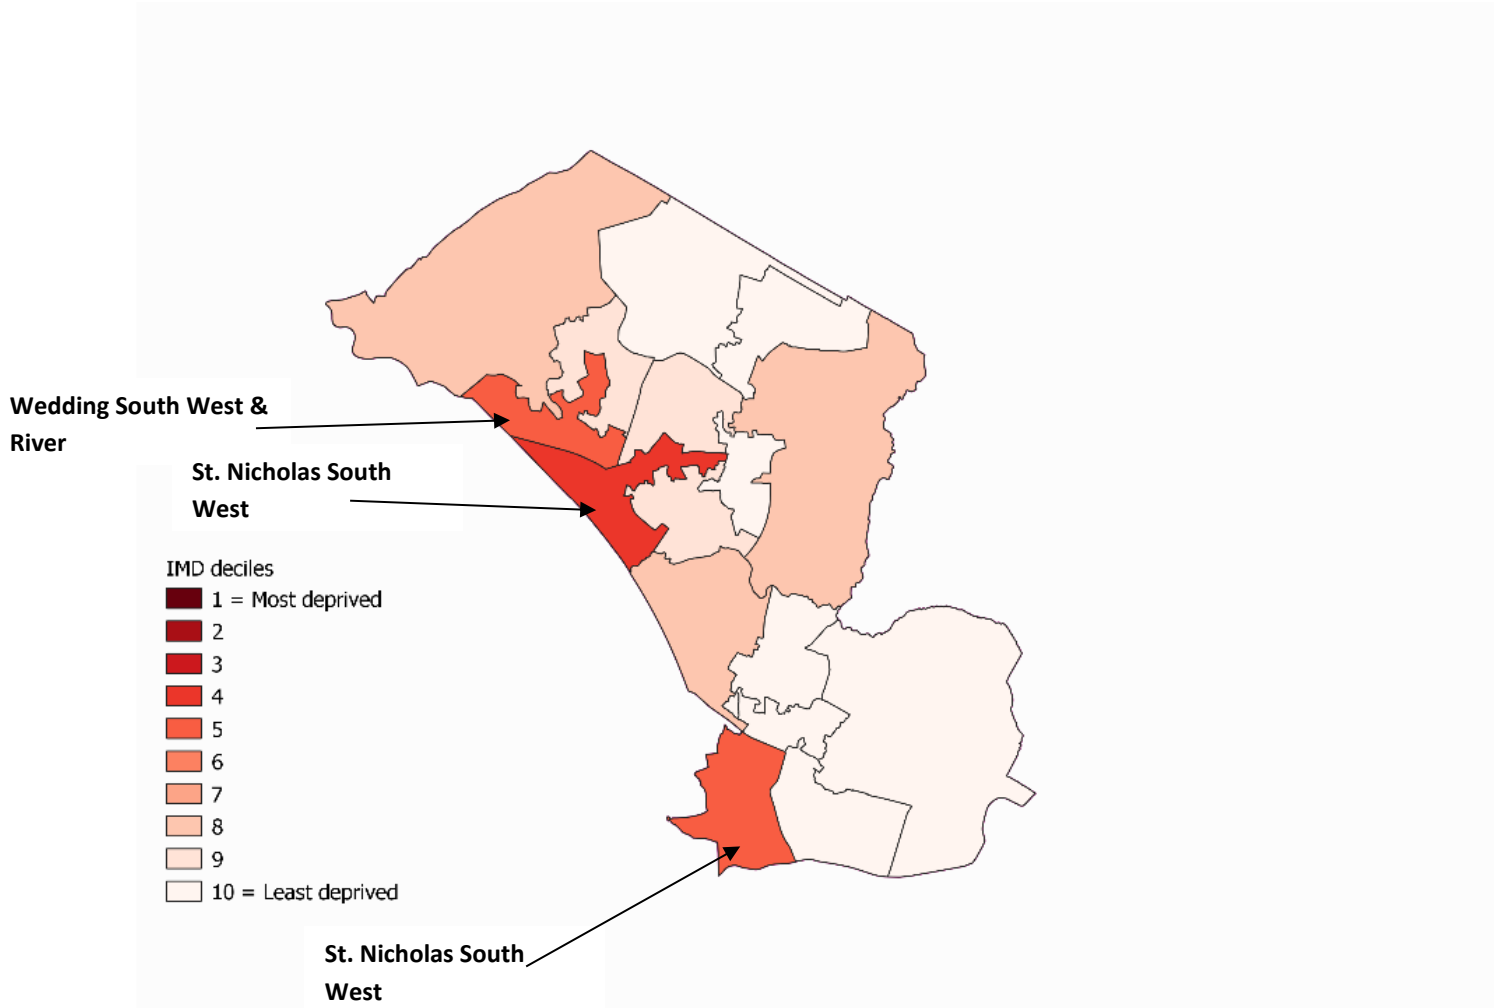 Wedding South West &
River
St. Nicholas South
West
IMD deciles
1 = Most deprived
2
3
4
5
6
7
8
9
10 = Least deprived
St. Nicholas South
West